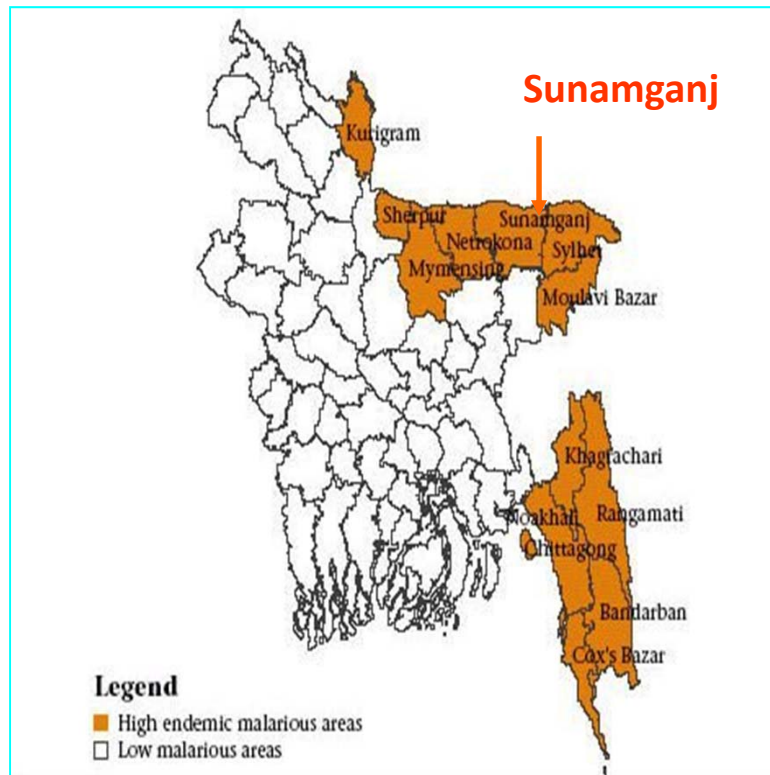 Sunamganj
Kurigram
Sherpur
Sunamganj
Netrokona
Sylhet
Mymensing
Moulavi Bazar
Khagrachari
Noakhali
Rangamati
Chittagong
Bandarban
Cox's Bazar
Legend
High endemic malarious areas
Low malarious areas